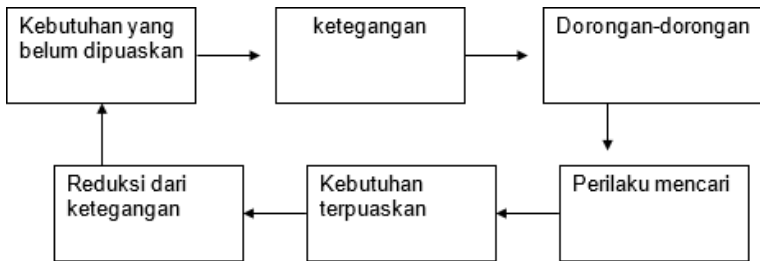 Kebutuhan yang
belum dipuaskan
ketegangan
Dorongan-dorongan
Reduksi dari
ketegangan
Kebutuhan
terpuaskan
Perilaku mencari